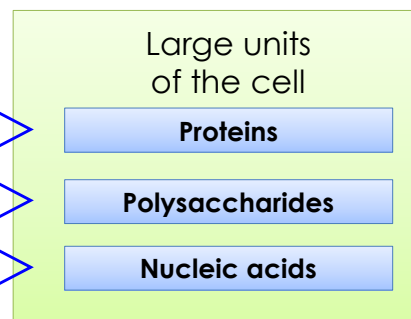 Large units
of the cell
Proteins
Polysaccharides
Nucleic acids